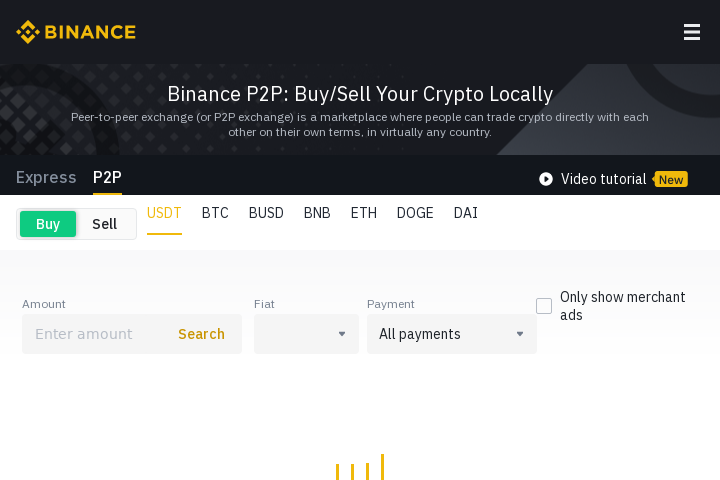 BINANCE
Binance P2P: Buy/Sell Your Crypto Locally
Peer-to-peer exchange (or P2P exchange) is a marketplace where people can trade crypto directly with each
other on their own terms, in virtually any country.
Express P2P Video tutorial New
Buy Sell USDT BTC BUSD BNB ETH DOGE DAI
Amount Fiat Payment
Only show merchant
ads
Enter amount Search All payments